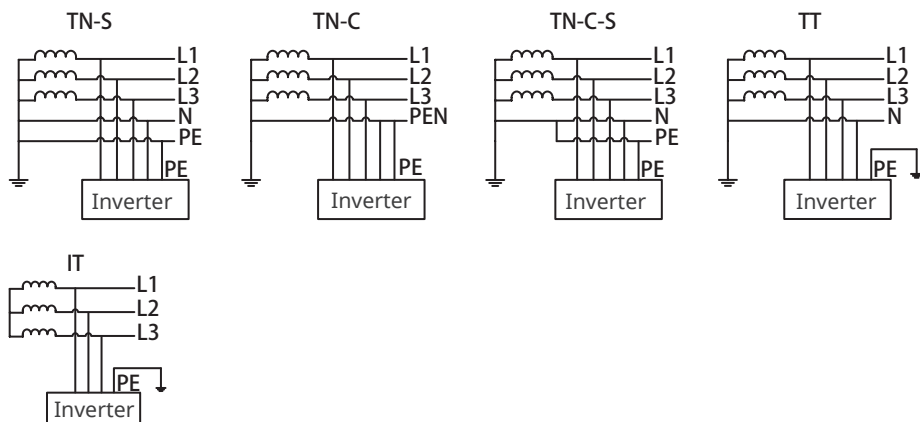 TN-S
L1
L2
L3
N
PE
PE
Inverter
TN-C
L1
L2
L3
PEN
PE
Inverter
TN-C-S
L1
L2
L3
N
PE
PE
Inverter
TT
L1
L2
L3
N
PE
Inverter
IT
L1
L2
L3
PE
Inverter